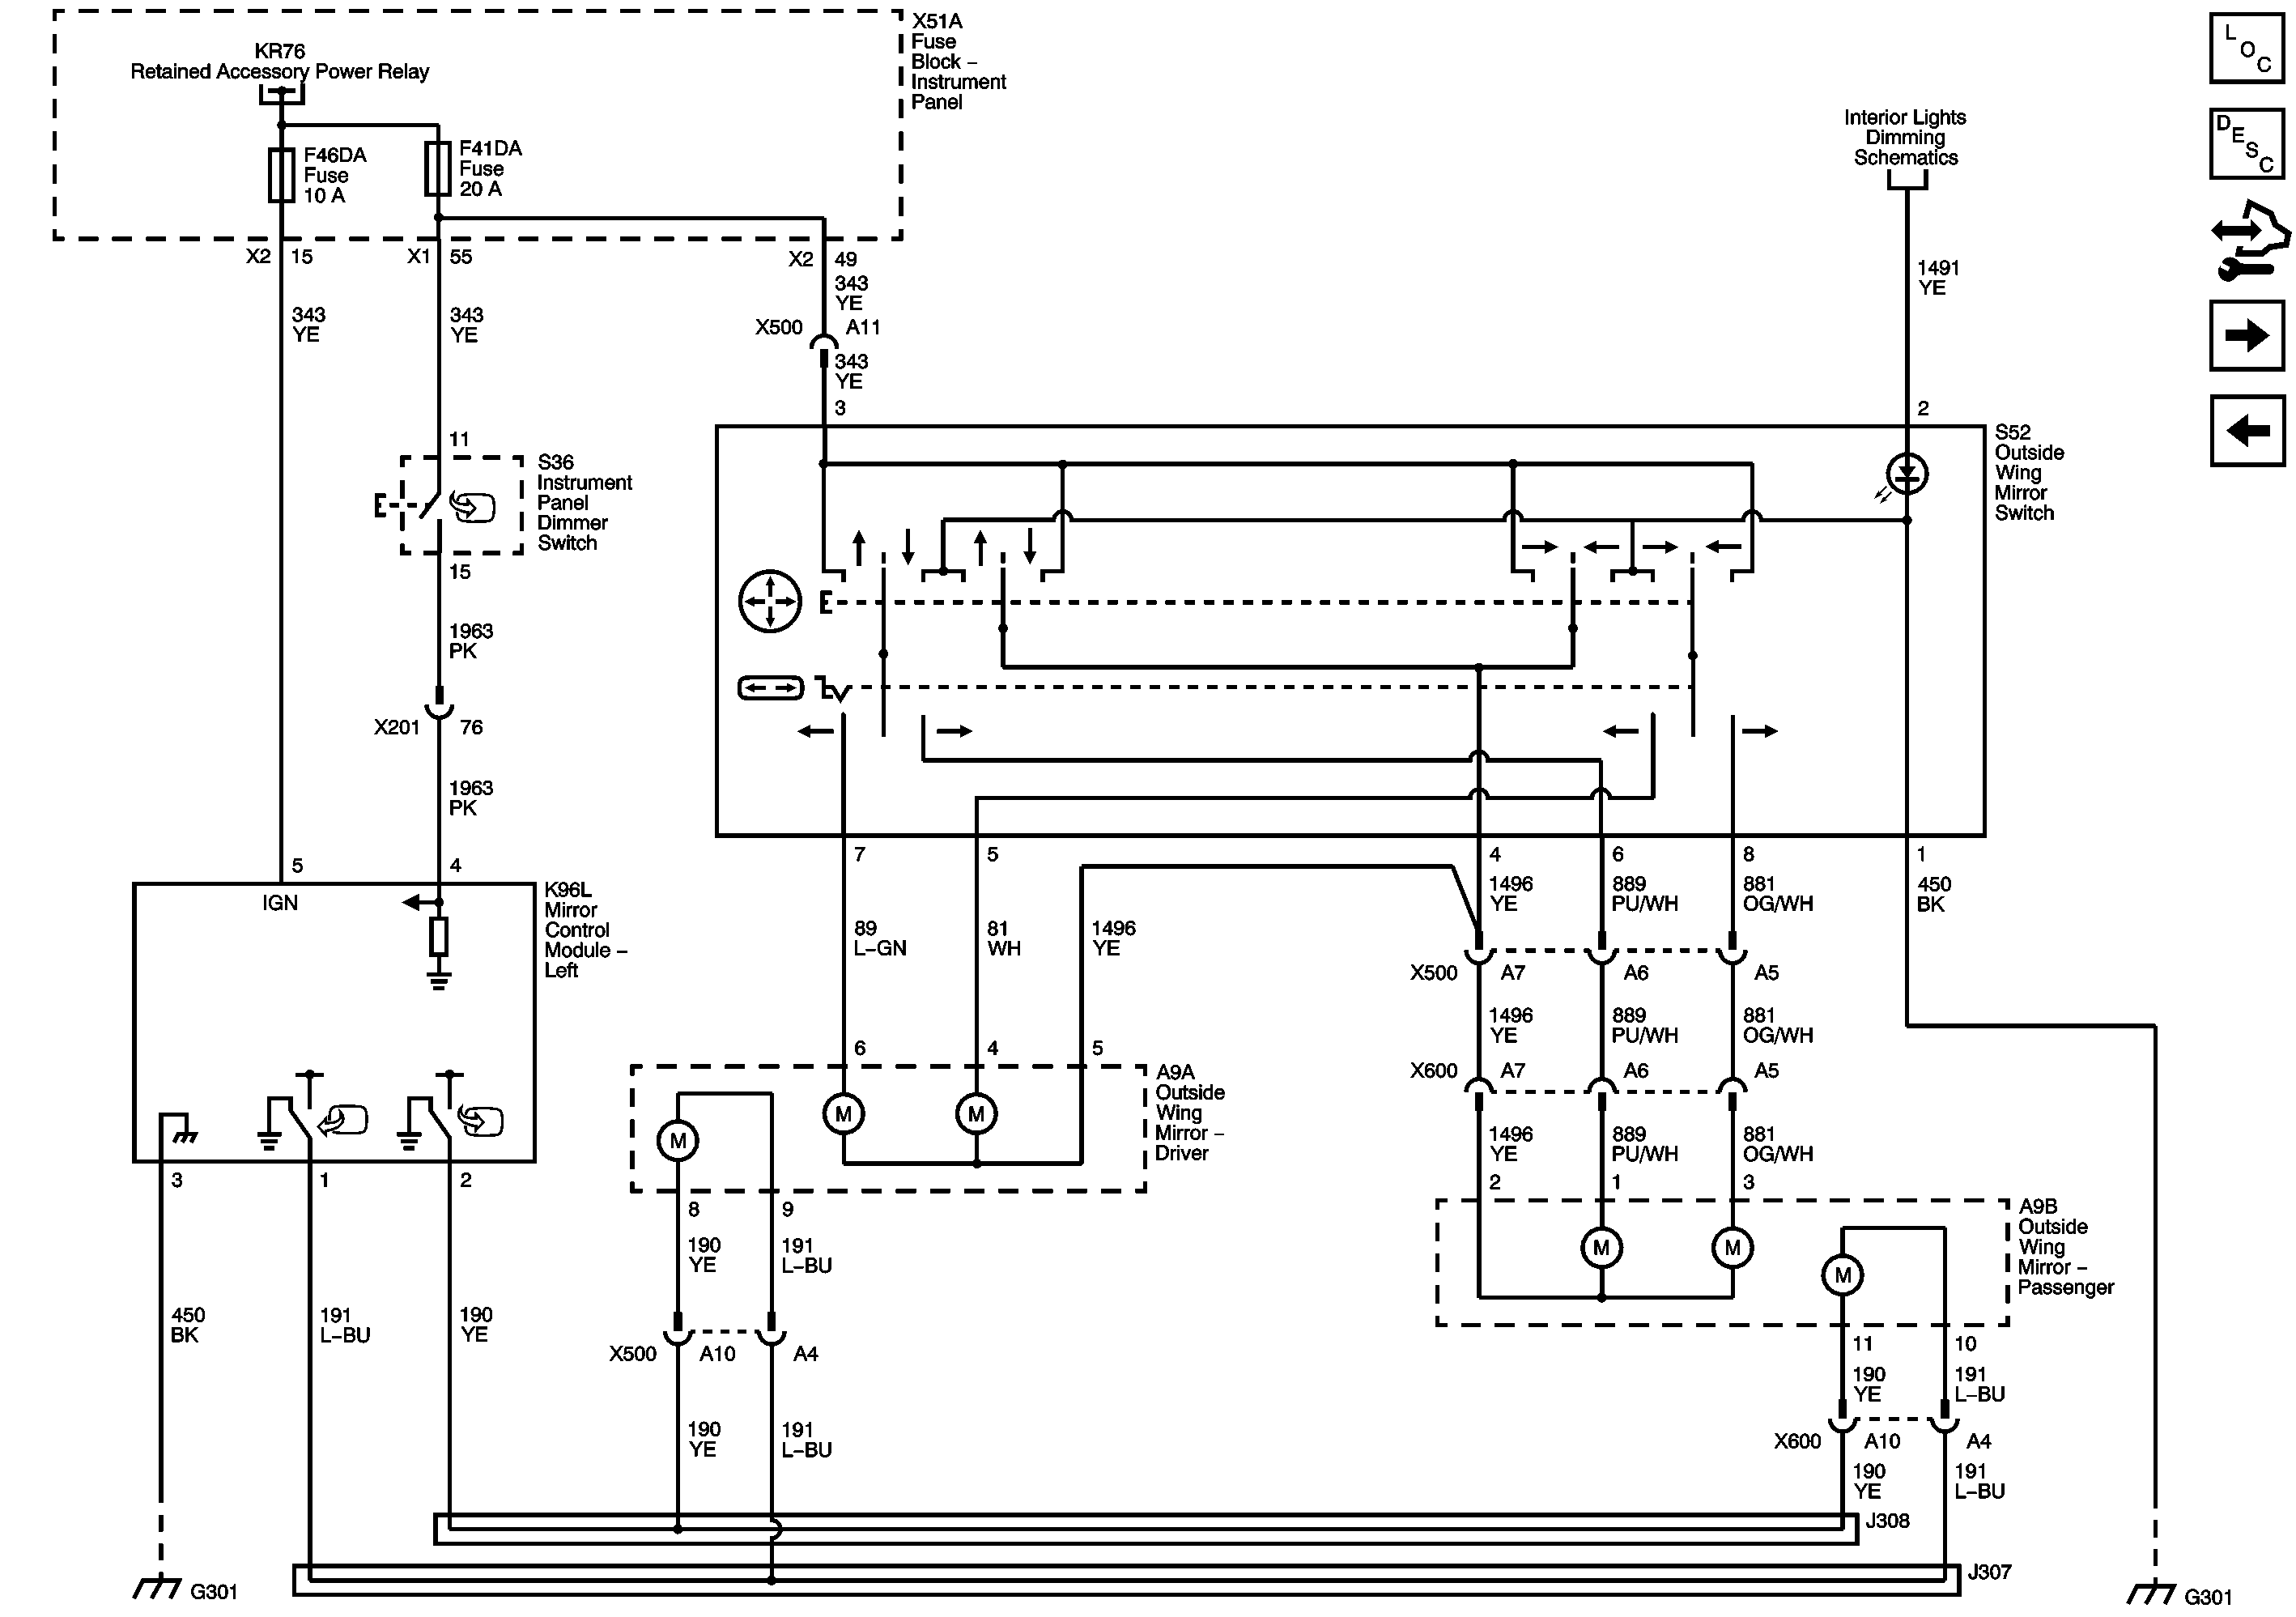 X51A
Fuse
Block –
Instrument
Panel
KR76
Retained Accessory Power Relay
F46DA
Fuse
10 A
F41DA
Fuse
20 A
X2 15
X1 55
X2 49
343
YE
343
YE
343
YE
X500 A11
343
YE
3
Interior Lights
Dimming
Schematics
1491
YE
2
L
O
C
D
E
S
C
11
S36
Instrument
Panel
Dimmer
Switch
15
1963
PK
X201 76
1963
PK
S52
Outside
Wing
Mirror
Switch
5
4
IGN
K96L
Mirror
Control
Module –
Left
7
5
4
6
8
1
89
L–GN
81
WH
1496
YE
1496
YE
889
PU/WH
881
OG/WH
450
BK
X500 A7 A6 A5
1496
YE
889
PU/WH
881
OG/WH
X600 A7 A6 A5
1496
YE
889
PU/WH
881
OG/WH
6
4
5
A9A
Outside
Wing
Mirror –
Driver
M
M
M
3
1
2
8
9
190
YE
191
L–BU
X500 A10 A4
190
YE
191
L–BU
450
BK
191
L–BU
190
YE
2
1
3
A9B
Outside
Wing
Mirror –
Passenger
M
M
M
11
10
190
YE
191
L–BU
X600 A10 A4
190
YE
191
L–BU
J308
J307
G301
G301